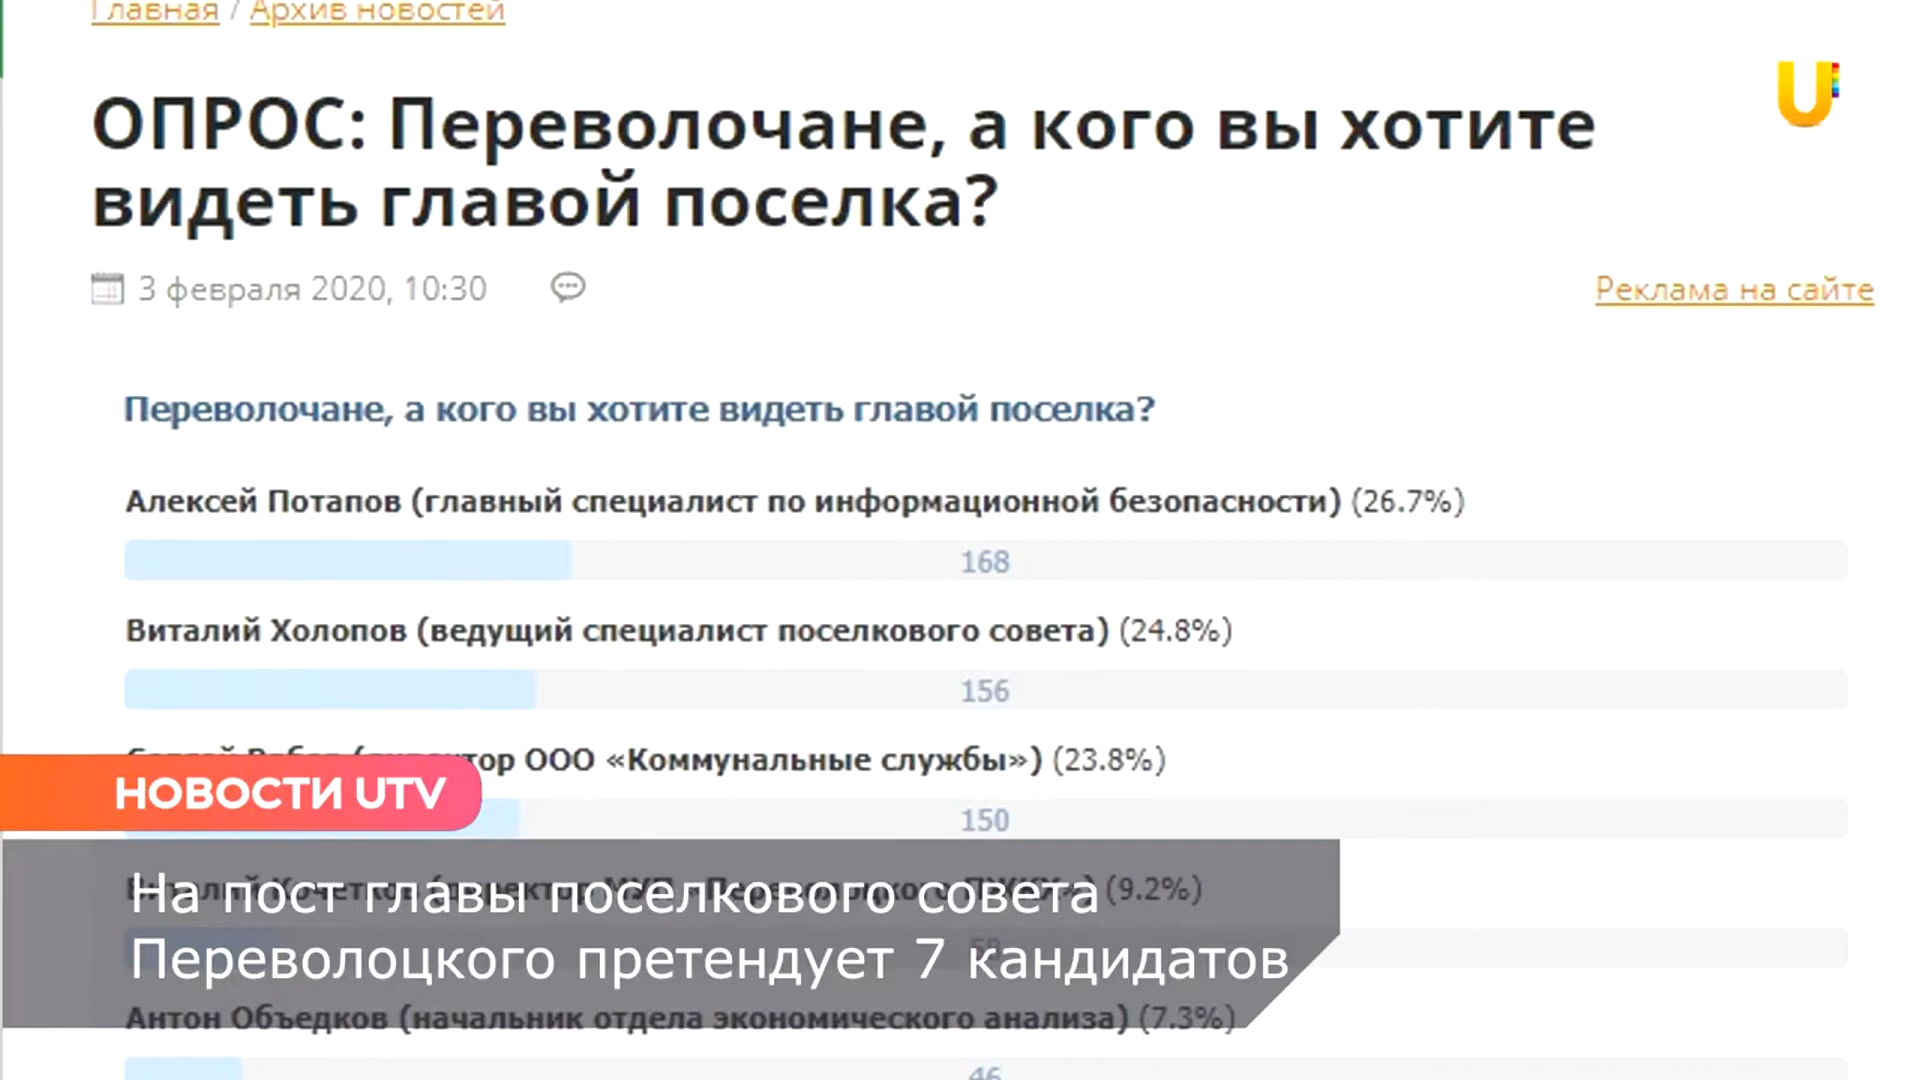 Главная / Архив новостей
U
ОПРОС: Переволочане, а кого вы хотите
видеть главой поселка?
3 февраля 2020, 10:30
Реклама на сайте
Переволочане, а кого вы хотите видеть главой поселка?
Алексей Потапов (главный специалист по информационной безопасности) (26.7%)
168
Виталий Холопов (ведущий специалист поселкового совета) (24.8%)
156
ООО «Коммунальные службы») (23.8%)
НОВОСТИ UTV
150
(9.2%)
На пост главы поселкового совета
Переволоцкого претендует 7 кандидатов
Антон Объедков (начальник отдела экономического анализа) (7.3%)
46